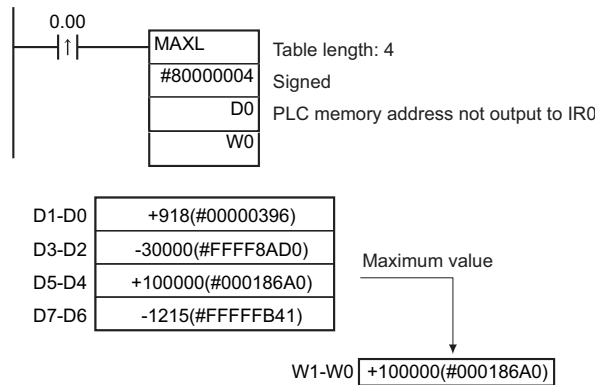 0.00
↑
MAXL
Table length: 4
#80000004
Signed
D0
PLC memory address not output to IR0
W0
D1-D0 +918(#00000396)
D3-D2 -30000(#FFFF8AD0)
D5-D4 +100000(#000186A0)
D7-D6 -1215(#FFFFFB41)
Maximum value
W1-W0 +100000(#000186A0)